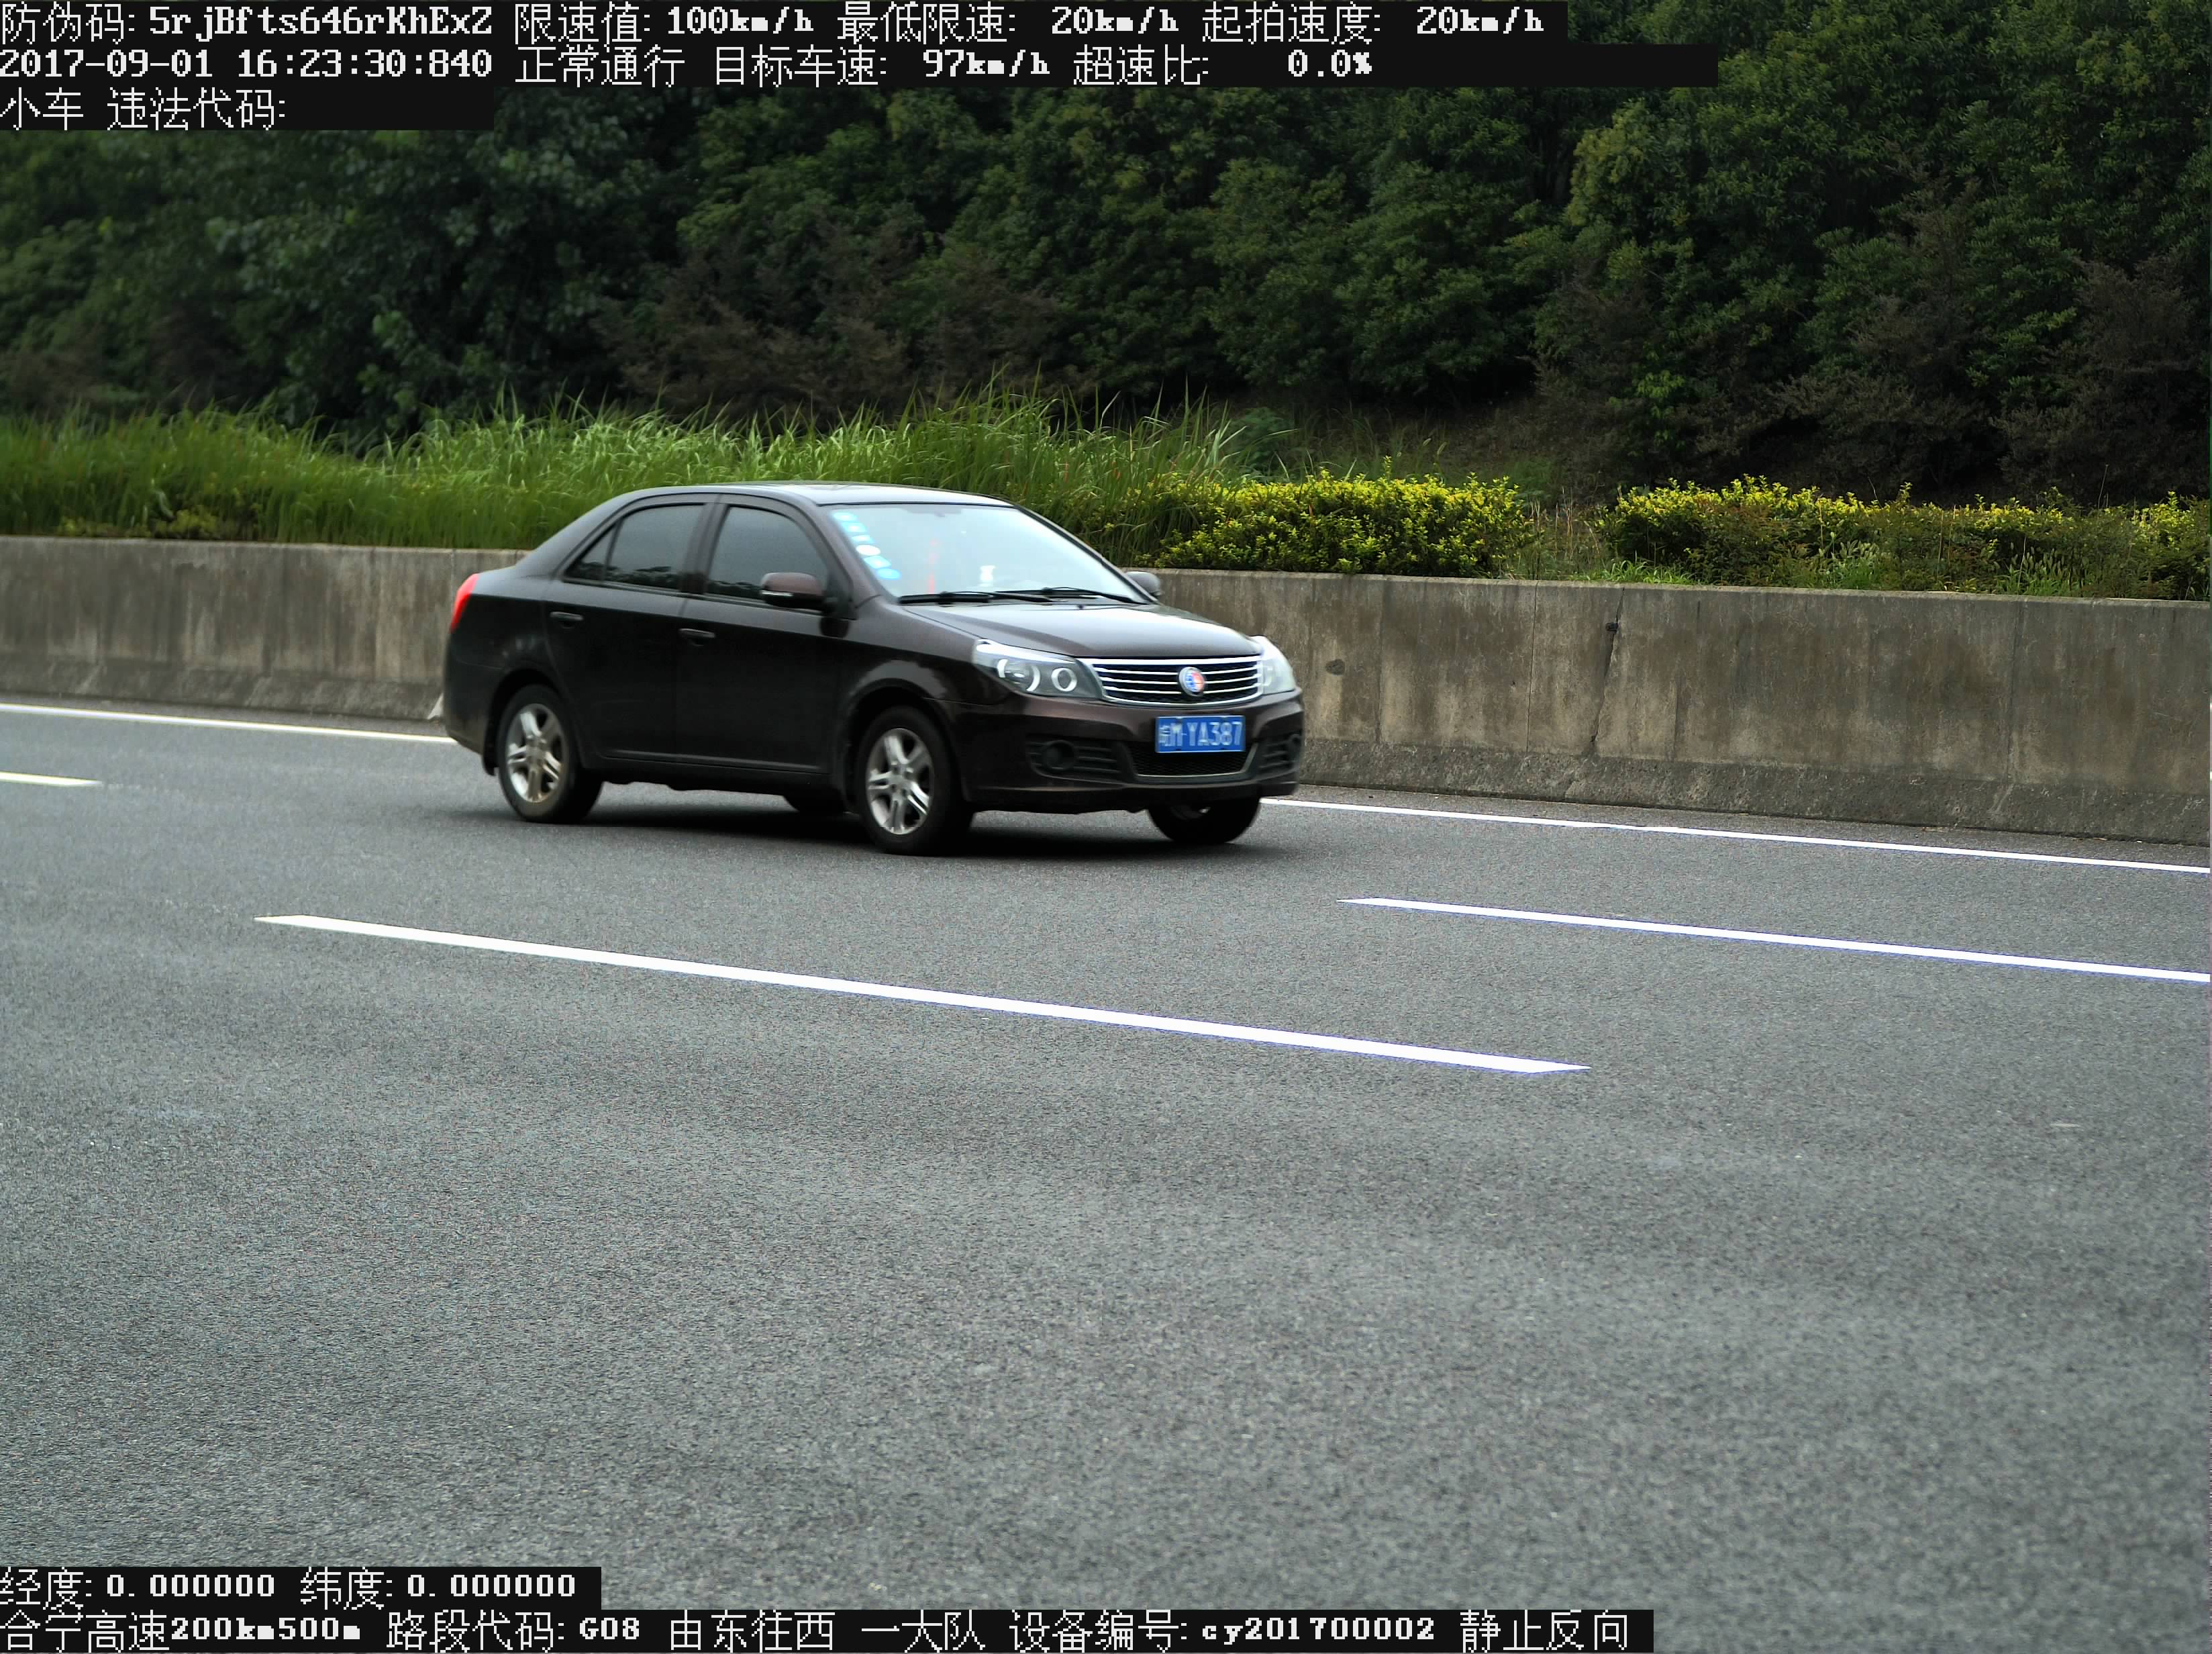 防伪码: 5rjBfts646rKhExZ 限速值: 100km/h 最低限速: 20km/h 起拍速度: 20km/h
2017-09-01 16:23:30:840 正常通行 目标车速: 97km/h 超速比: 0.0%
小车 违法代码:
皖M·YA387
经度: 0.000000 纬度: 0.000000
合宁高速200km500m 路段代码: G08 由东往西 一大队 设备编号: cy201700002 静止反向